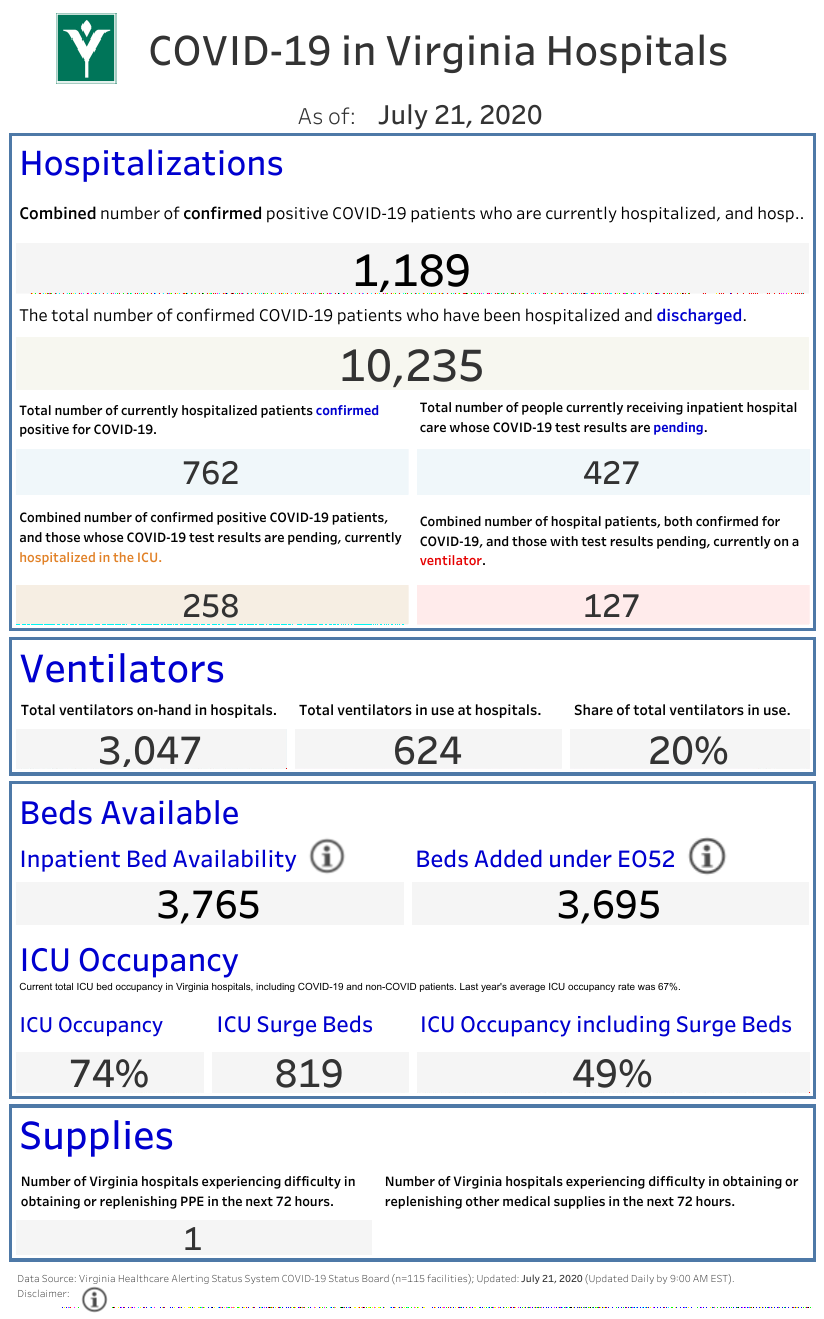 COVID-19 in Virginia Hospitals
As of: July 21, 2020
Hospitalizations
Combined number of confirmed positive COVID-19 patients who are currently hospitalized, and hosp..
1,189
The total number of confirmed COVID-19 patients who have been hospitalized and discharged.
10,235
Total number of currently hospitalized patients confirmed
positive for COVID-19.
762
Total number of people currently receiving inpatient hospital
care whose COVID-19 test results are pending.
427
Combined number of confirmed positive COVID-19 patients,
and those whose COVID-19 test results are pending, currently
hospitalized in the ICU.
258
Combined number of hospital patients, both confirmed for
COVID-19, and those with test results pending, currently on a
ventilator.
127
Ventilators
Total ventilators on-hand in hospitals.
3,047
Total ventilators in use at hospitals.
624
Share of total ventilators in use.
20%
Beds Available
Inpatient Bed Availability
3,765
Beds Added under EO52
3,695
ICU Occupancy
Current total ICU bed occupancy in Virginia hospitals, including COVID-19 and non-COVID patients. Last year's average ICU occupancy rate was 67%.
ICU Occupancy
74%
ICU Surge Beds
819
ICU Occupancy including Surge Beds
49%
Supplies
Number of Virginia hospitals experiencing difficulty in
obtaining or replenishing PPE in the next 72 hours.
1
Number of Virginia hospitals experiencing difficulty in obtaining or
replenishing other medical supplies in the next 72 hours.
Data Source: Virginia Healthcare Alerting Status System COVID-19 Status Board (n=115 facilities); Updated: July 21, 2020 (Updated Daily by 9:00 AM EST).
Disclaimer: